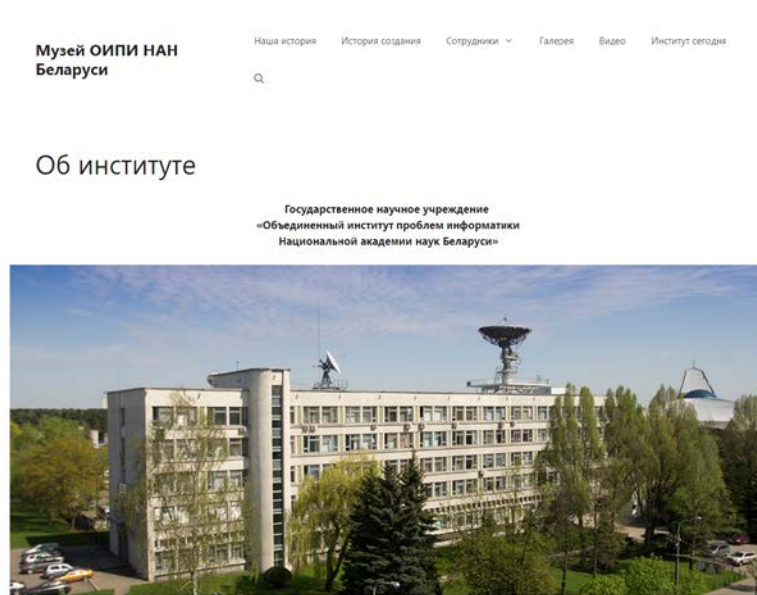 Музей ОИПИ НАН
Беларуси
Наша история История создания Сотрудники Галерея Видео Институт сегодня
Об институте
Государственное научное учреждение
«Объединенный институт проблем информатики
Национальной академии наук Беларуси»